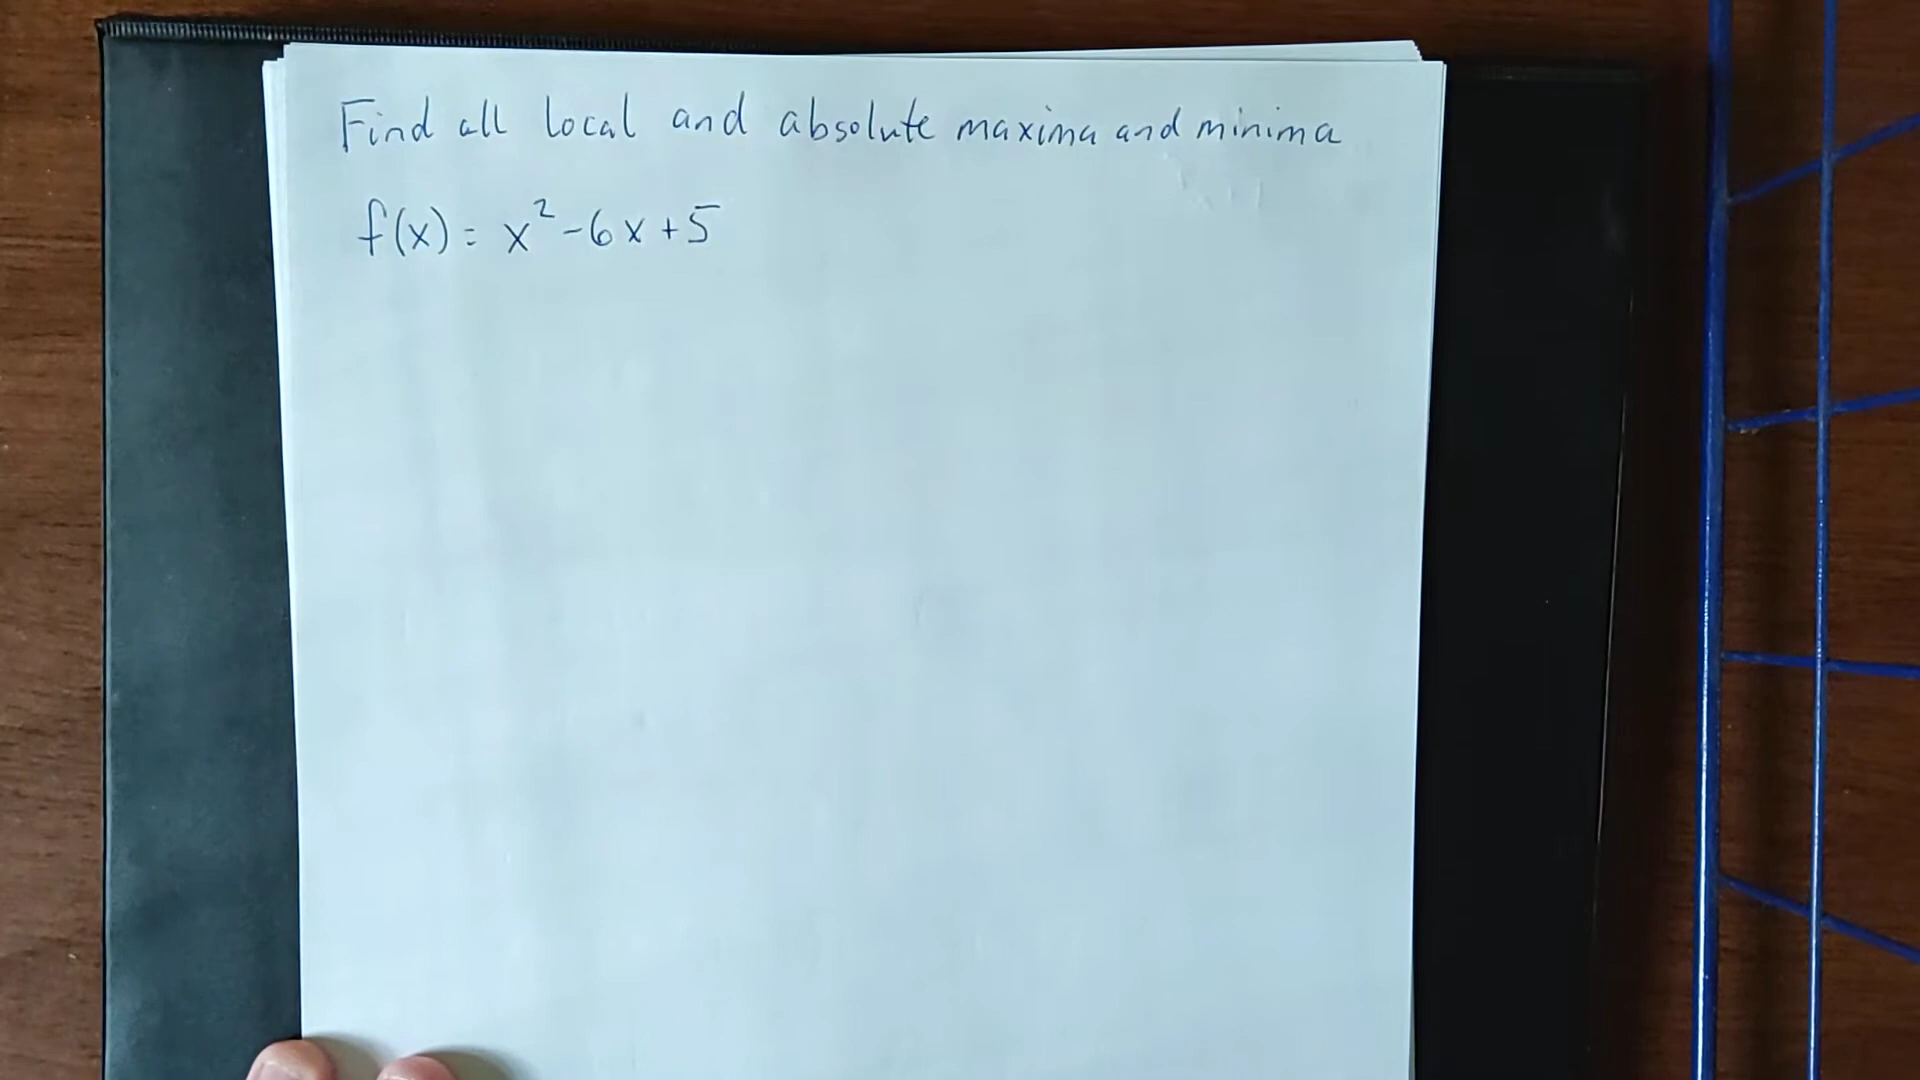 Find all local and absolute maxima and minima
f(x) = x² - 6x + 5